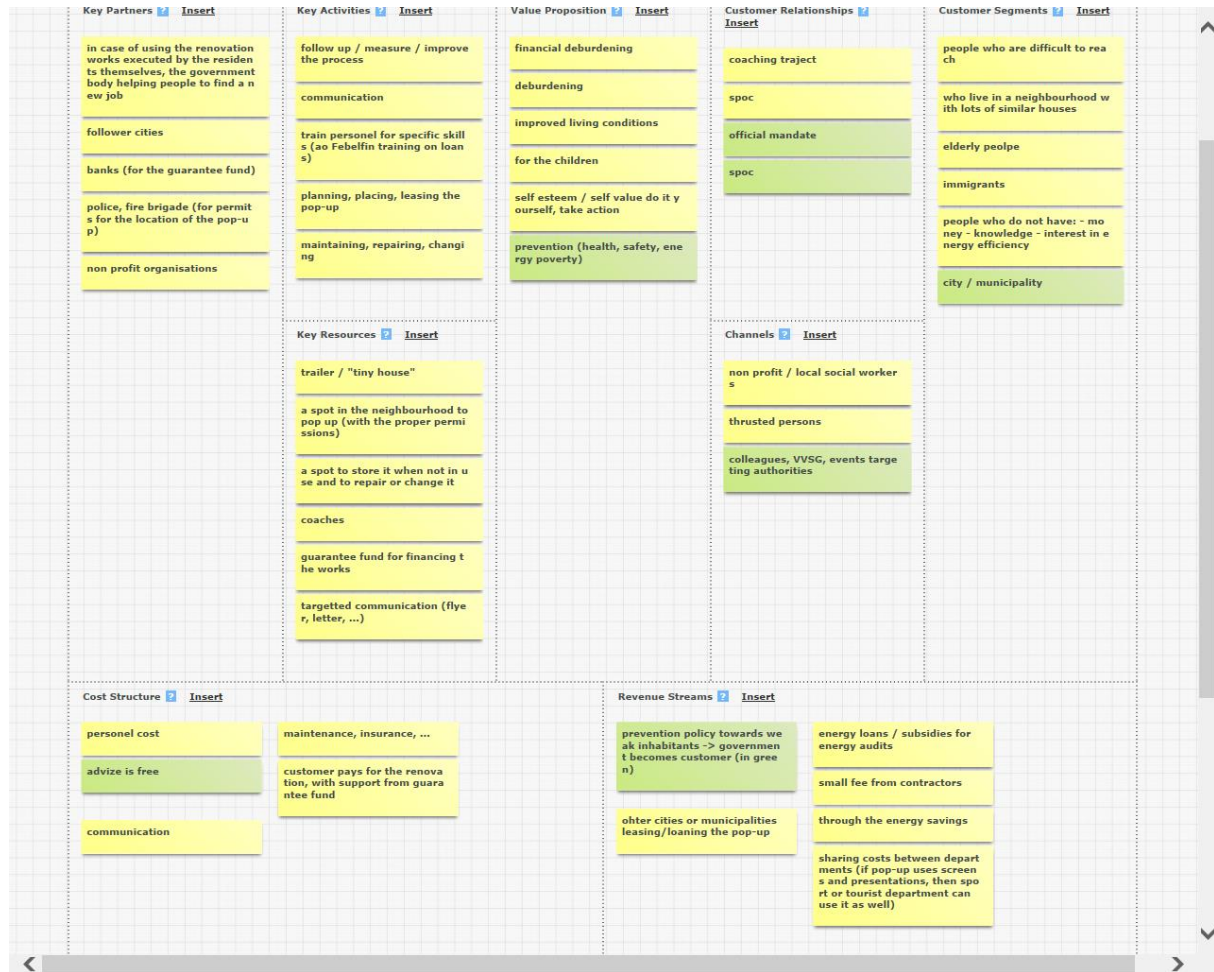 Key Partners ? Insert
in case of using the renovation
works executed by the residen
ts themselves, the government
body helping people to find a n
ew job
follower cities
banks (for the guarantee fund)
police, fire brigade (for permit
s for the location of the pop-u
p)
non profit organisations
Key Activities ? Insert
follow up / measure / improve
the process
communication
train personel for specific skill
s (ao Febelfin training on loan
s)
planning, placing, leasing the
pop-up
maintaining, repairing, changi
ng
Key Resources ? Insert
trailer / "tiny house"
a spot in the neighbourhood to
pop up (with the proper permi
ssions)
a spot to store it when not in u
se and to repair or change it
coaches
guarantee fund for financing t
he works
targetted communication (flye
r, letter, ...)
Value Proposition ? Insert
financial deburdening
deburdening
improved living conditions
for the children
self esteem / self value do it y
ourself, take action
prevention (health, safety, ene
rgy poverty)
Customer Relationships ?
Insert
coaching traject
spoc
official mandate
spoc
Channels ? Insert
non profit / local social worker
s
thrusted persons
colleagues, VVSG, events targe
ting authorities
Customer Segments ? Insert
people who are difficult to rea
ch
who live in a neighbourhood w
ith lots of similar houses
elderly peolpe
immigrants
people who do not have: - mo
ney - knowledge - interest in e
nergy efficiency
city / municipality
Cost Structure ? Insert
personel cost
advize is free
communication
maintenance, insurance, ...
customer pays for the renova
tion, with support from guara
ntee fund
Revenue Streams ? Insert
prevention policy towards we
ak inhabitants -> governmen
t becomes customer (in gree
n)
ohter cities or municipalities
leasing/loaning the pop-up
energy loans / subsidies for
energy audits
small fee from contractors
through the energy savings
sharing costs between depart
ments (if pop-up uses screen
s and presentations, then spo
rt or tourist department can
use it as well)